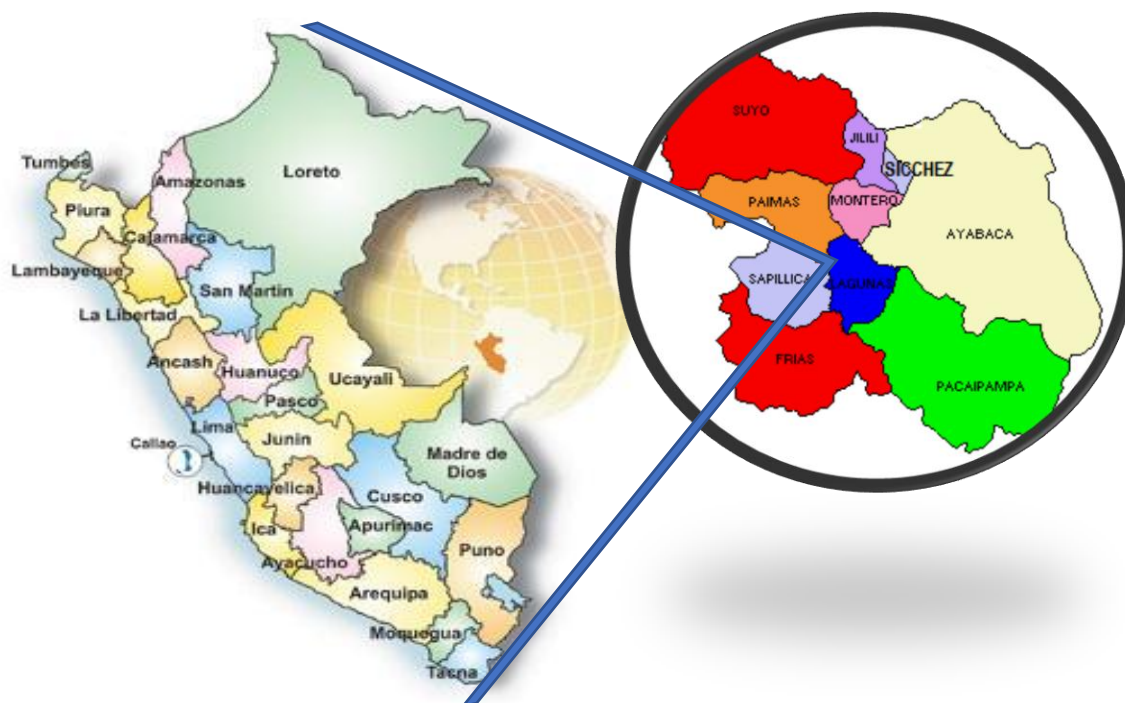 Tumbes
Loreto
Amazonas
Piura
Cajamarca
Lambayeque
San Martin
La Libertad
Ancash
Huanuco
Ucayali
Pasco
Lima
Junin
Callao
Madre de
Dios
Huancavelica
Cusco
Ica
Apurimac
Puno
Ayacucho
Arequipa
Moquegua
Tacna
SUYO
JILILI
SICCHEZ
PAIMAS
MONTERO
AYABACA
SAPILLICA
LAGUNAS
FRIAS
PACAIPAMPA